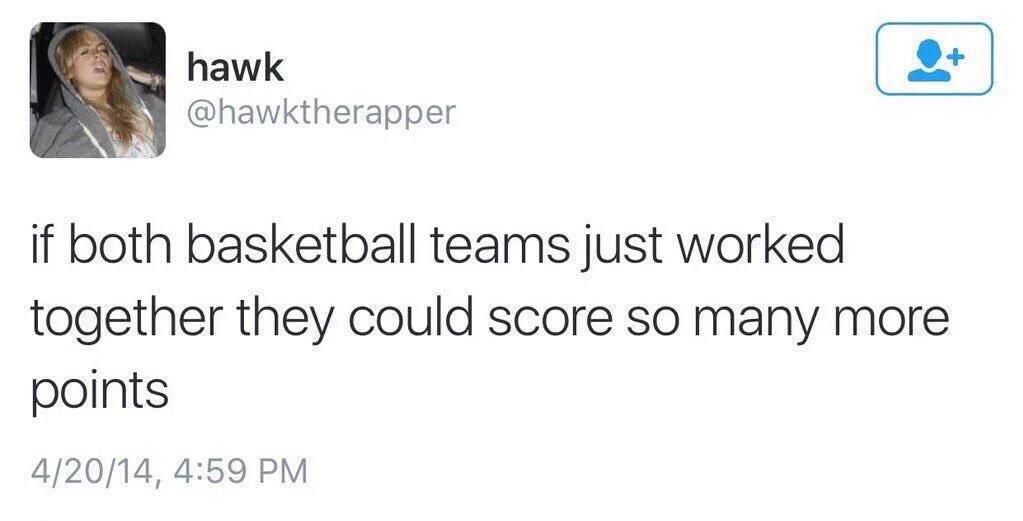 hawk
@hawktherapper
if both basketball teams just worked
together they could score so many more
points
4/20/14, 4:59 PM